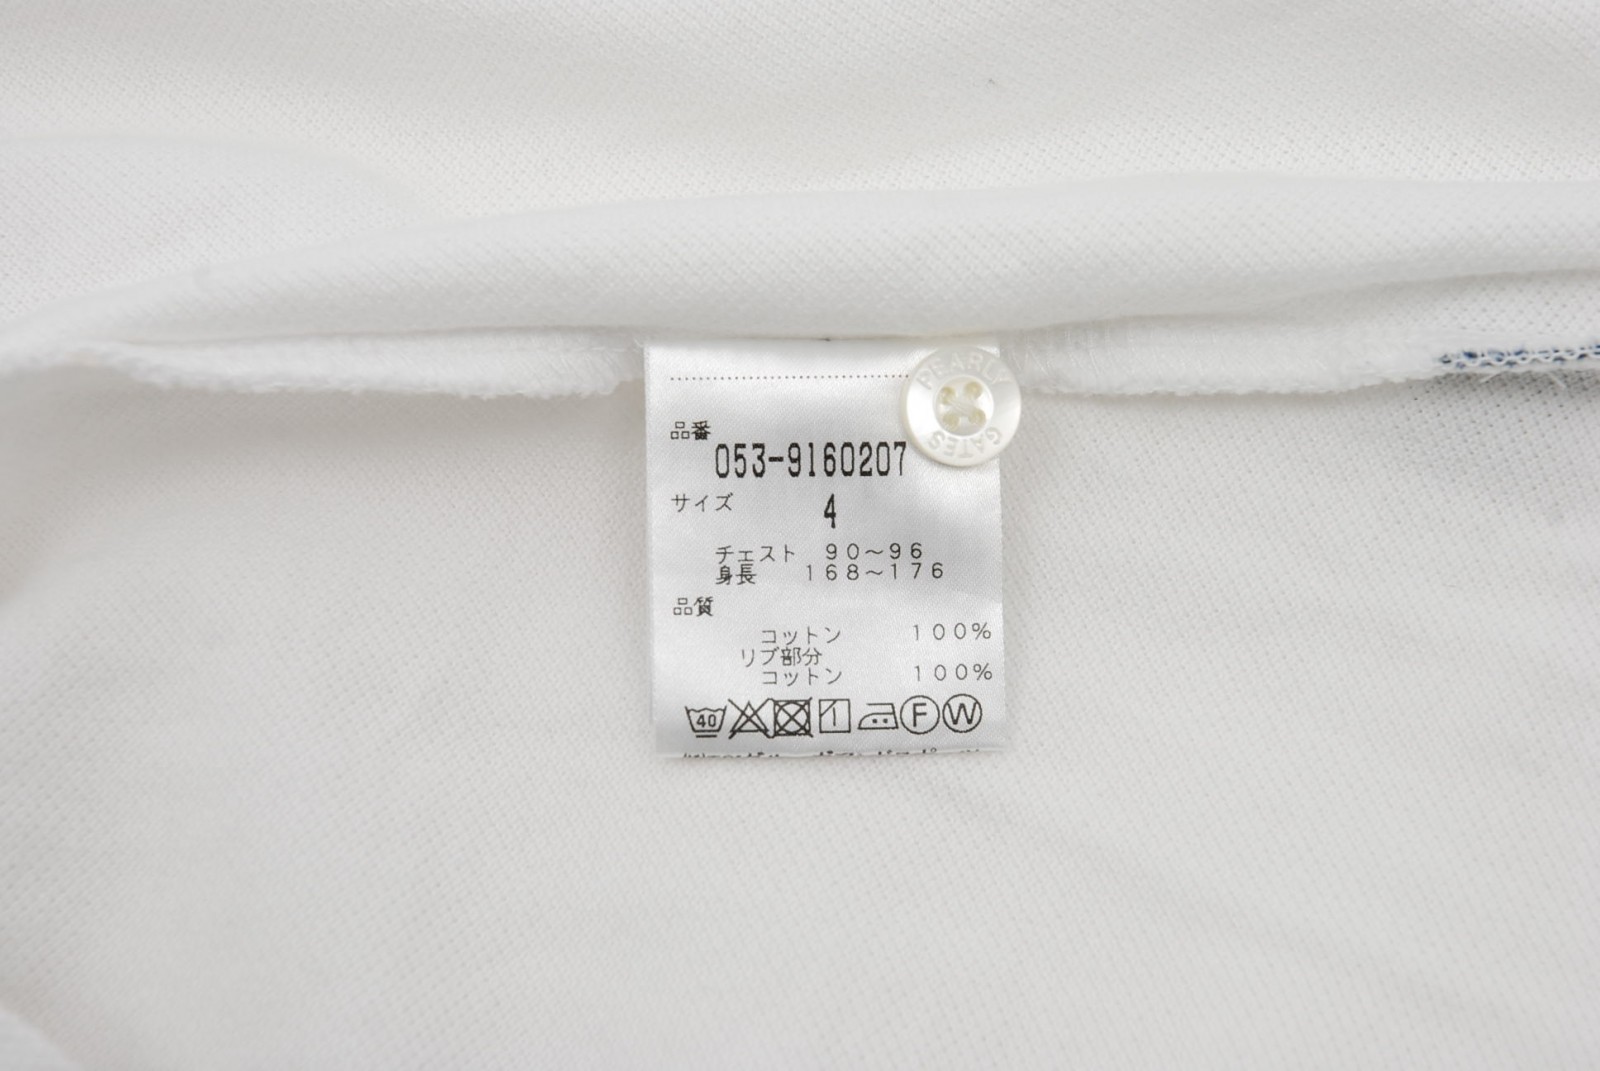 PEARLY
GATES
品番
053-9160207
サイズ 4
チェスト 90～96
身長 168～176
品質
コットン 100%
リブ部分
コットン 100%
40 F W